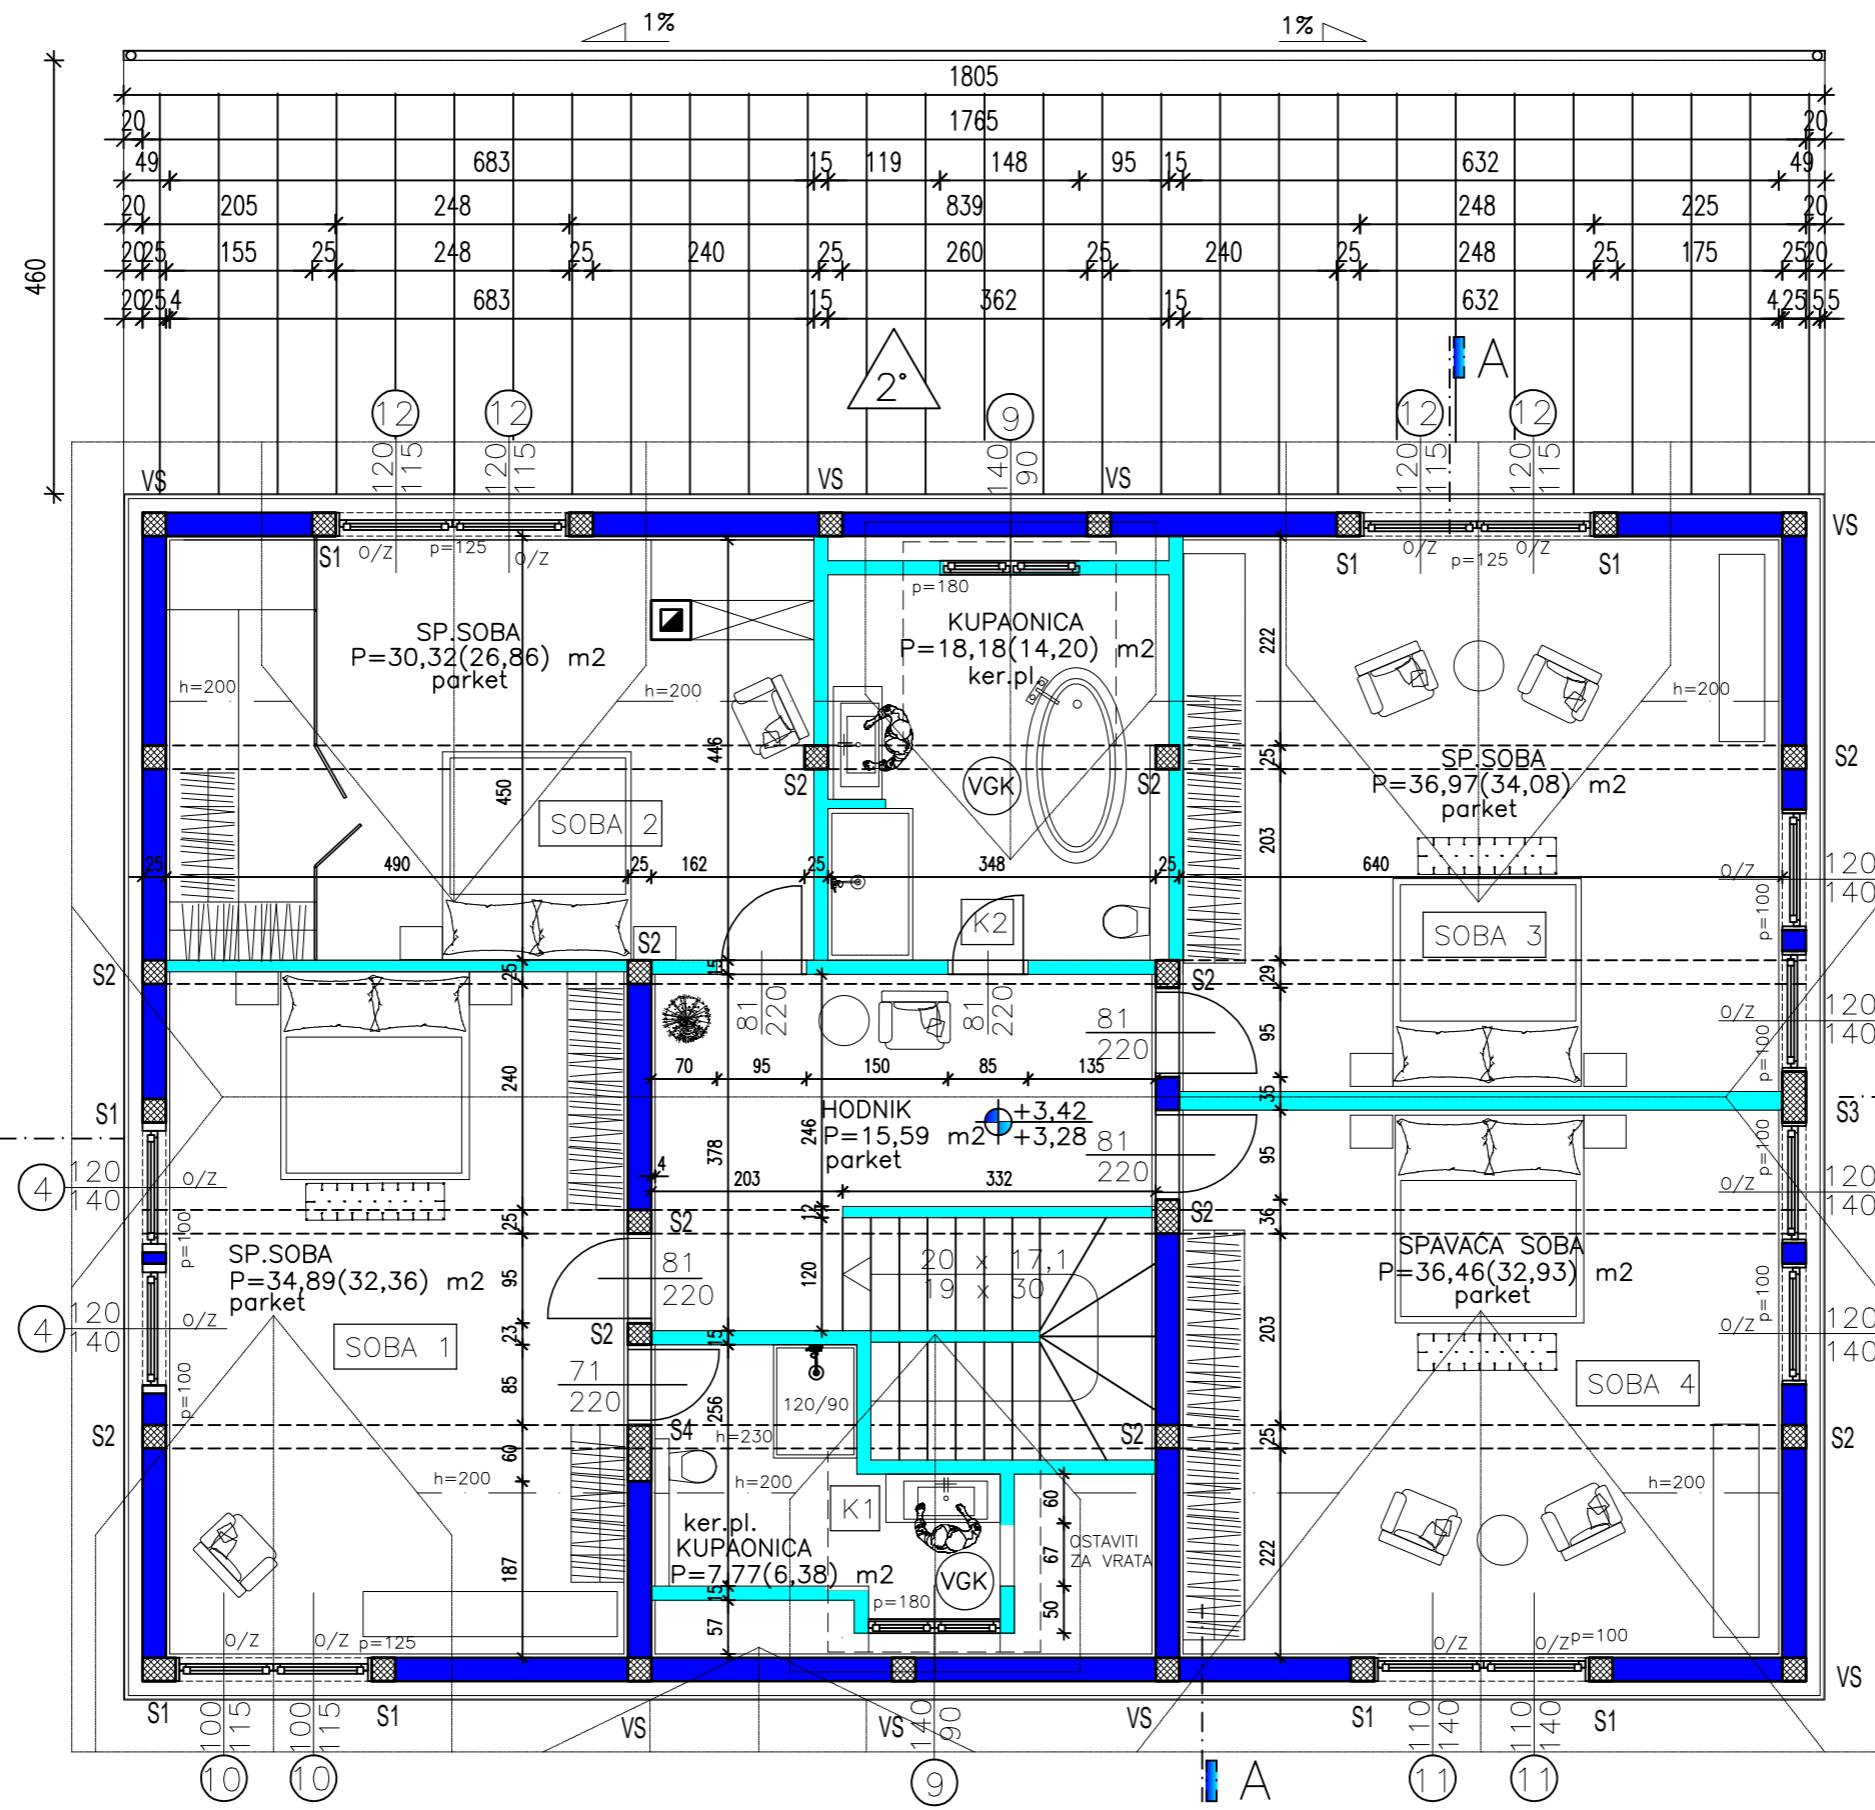 1% 1%
1805
20 1765 20
49 683 15 119 148 95 15 632 49
20 205 248 839 248 225 20
20 25 155 25 248 25 240 25 260 25 240 25 248 25 175 25 20
20 25 4 683 15 362 15 632 4 25 15 5
460
2°
A
12 12 9 12 12
120 115 120 115 140 90 120 115 120 115
VS VS VS VS
S1 O/Z p=125 O/Z
p=180
S1 O/Z p=125 O/Z S1
SP.SOBA
P=30,32(26,86) m2
parket
KUPAONICA
P=18,18(14,20) m2
ker.pl.
h=200 h=200 h=200
222
446
450
25
SP.SOBA
P=36,97(34,08) m2
parket
S2 S2 S2
VGK
SOBA 2
203
25 490 25 162 25 348 25 640
O/Z 120
140
p=100
K2
SOBA 3
S2 S2 S2
25 15 29
81
220
81
220
81
220
O/Z 120
140
p=100
70 95 150 85 135
95
240
35
S1
HODNIK
P=15,59 m2
parket
+3,42
+3,28
246
378
81
220
S3
95
p=100
4 120
140
O/Z
4
203 332
O/Z 120
140
12
S2 S2
25 36
p=100
SP.SOBA
P=34,89(32,36) m2
parket
20 x 17,1
19 x 30
SPAVAĆA SOBA
P=36,46(32,93) m2
parket
95
81
220
120
p=100
4 120
140
O/Z
S2
23 15
203
O/Z 120
140
SOBA 1
71
220
85
256
120/90
SOBA 4
p=100
S2 S4 S2 S2
h=230
60
25
h=200 h=200 h=200
K1
60
ker.pl.
KUPAONICA
P=7,77(6,38) m2
VGK
OSTAVITI
ZA VRATA
67
222
187
15
p=180
50
57
O/Z O/Z p=125
O/Z O/Z p=100
S1 S1 VS VS VS S1 S1 VS
100 115 100 115 140 90 110 140 110 140
10 10 9 A 11 11